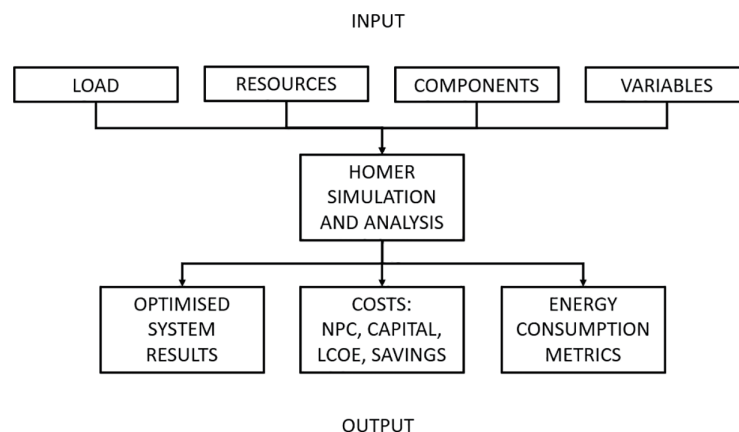 INPUT
LOAD
RESOURCES
COMPONENTS
VARIABLES
HOMER
SIMULATION
AND ANALYSIS
OPTIMISED
SYSTEM
RESULTS
COSTS:
NPC, CAPITAL,
LCOE, SAVINGS
ENERGY
CONSUMPTION
METRICS
OUTPUT